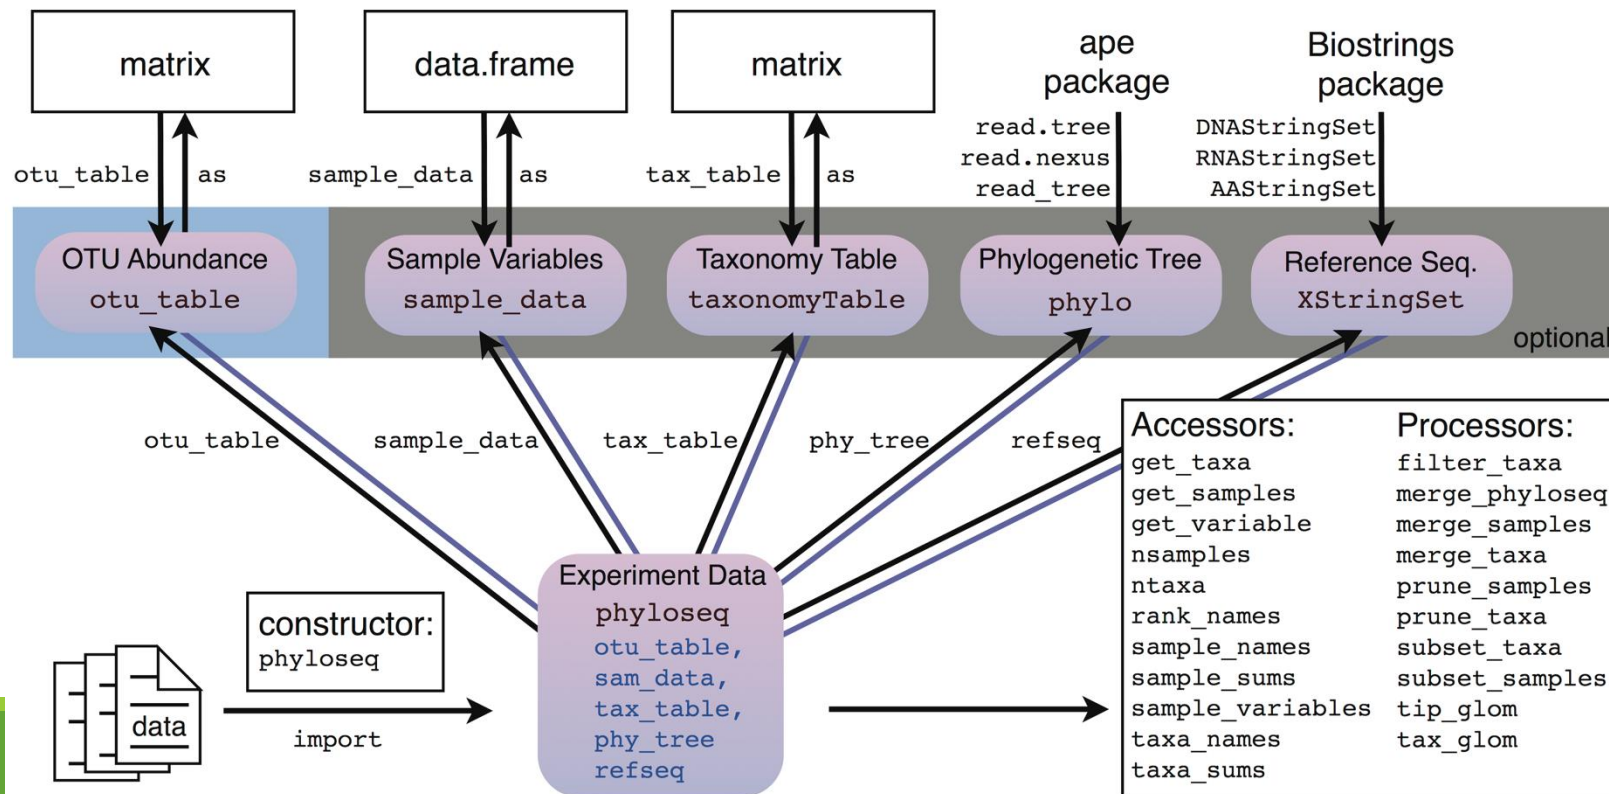 matrix
data.frame
matrix
ape
package
Biostrings
package
read.tree
read.nexus
read_tree
DNAStringSet
RNAStringSet
AAStringSet
otu_table
as
sample_data
as
tax_table
as
OTU Abundance
otu_table
Sample Variables
sample_data
Taxonomy Table
taxonomyTable
Phylogenetic Tree
phylo
Reference Seq.
XStringSet
optional
otu_table
sample_data
tax_table
phy_tree
refseq
Experiment Data
phyloseq
otu_table,
sam_data,
tax_table,
phy_tree
refseq
constructor:
phyloseq
data
import
Accessors:
get_taxa
get_samples
get_variable
nsamples
ntaxa
rank_names
sample_names
sample_sums
sample_variables
taxa_names
taxa_sums
Processors:
filter_taxa
merge_phyloseq
merge_samples
merge_taxa
prune_samples
prune_taxa
subset_taxa
subset_samples
tip_glom
tax_glom